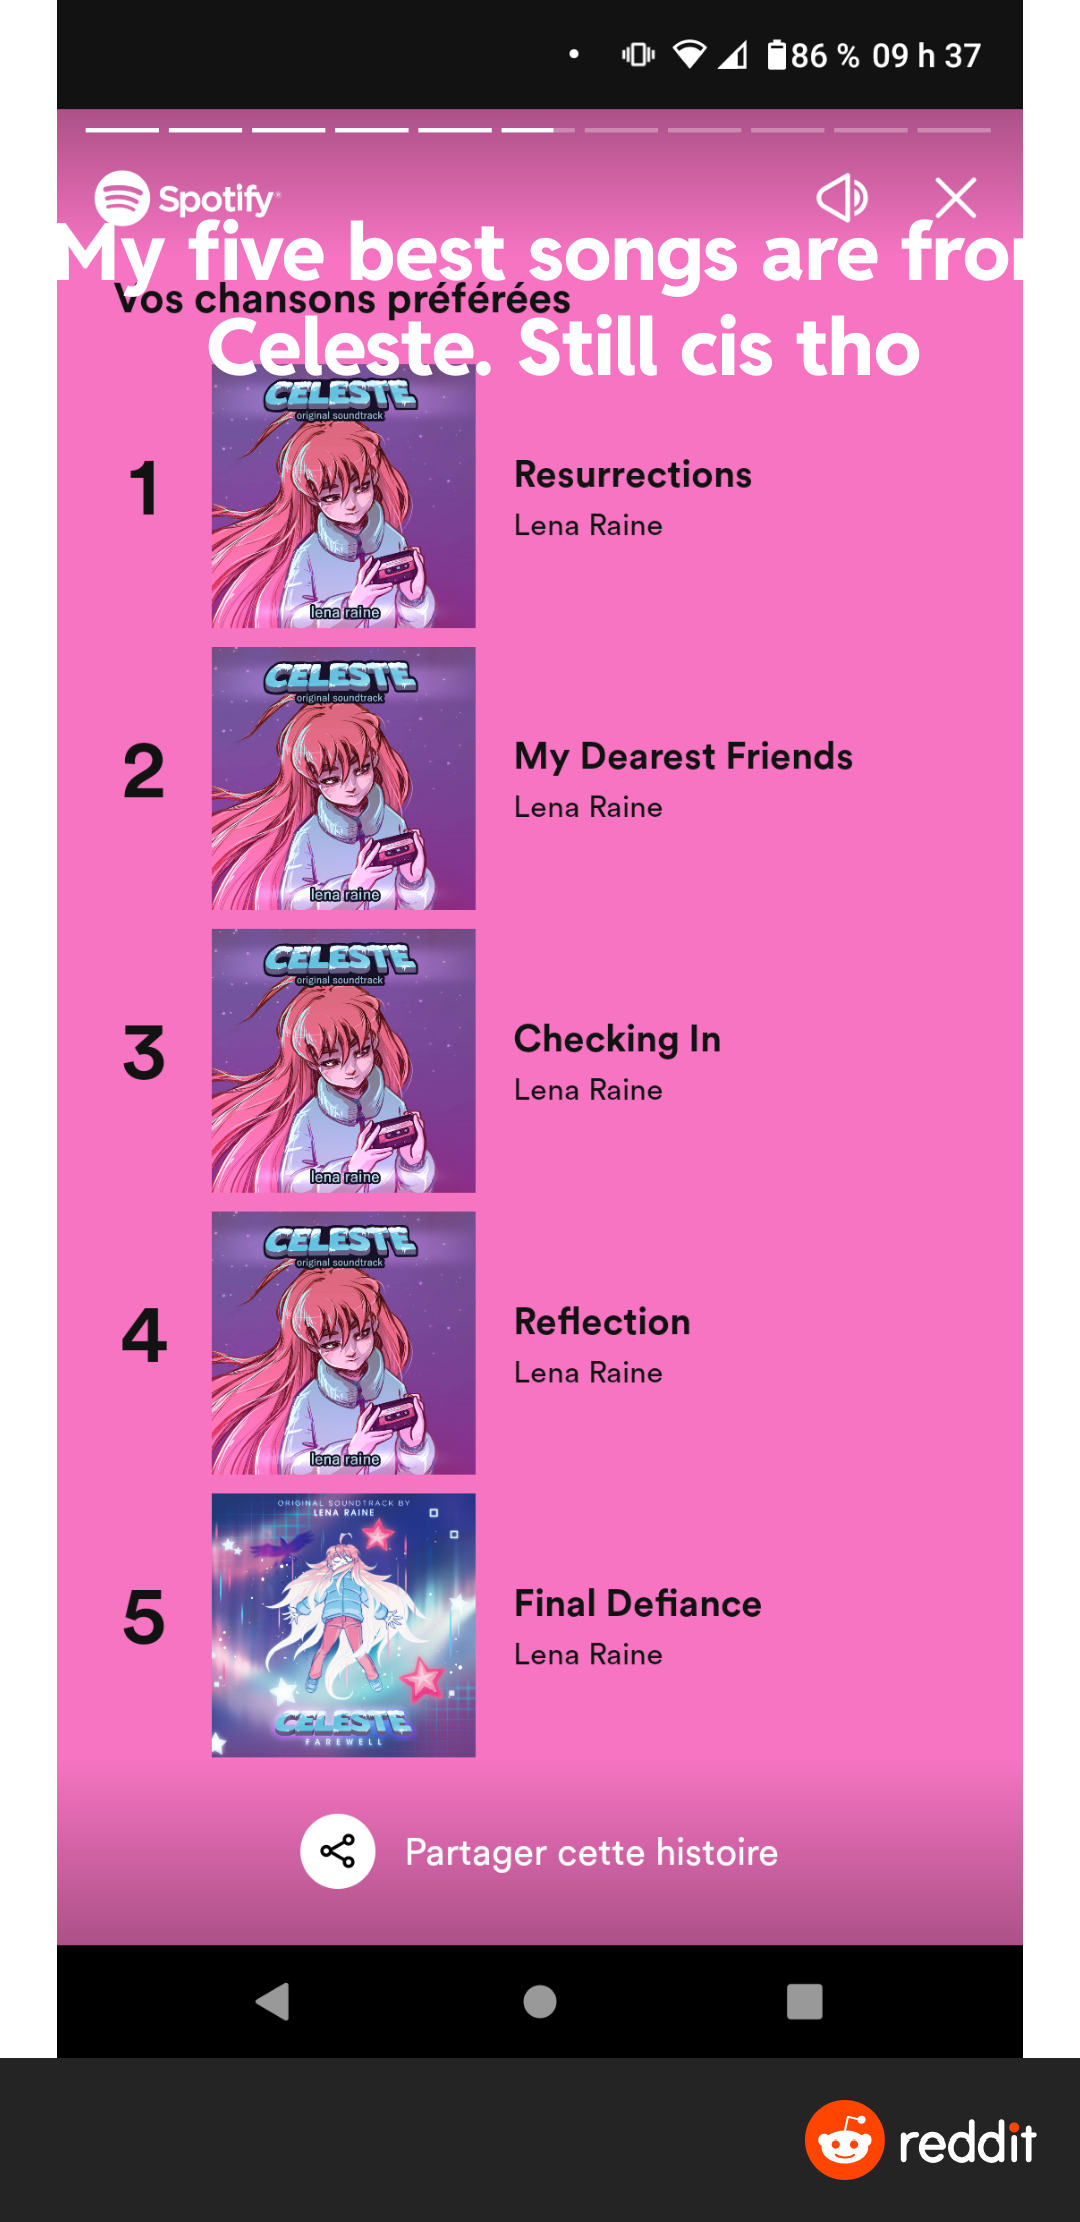 86 % 09 h 37
Spotify
My five best songs are fro
Vos chansons préférées
Celeste. Still cis tho
1
CELESTE
original soundtrack
lena raine
Resurrections
Lena Raine
2
CELESTE
original soundtrack
lena raine
My Dearest Friends
Lena Raine
3
CELESTE
original soundtrack
lena raine
Checking In
Lena Raine
4
CELESTE
original soundtrack
lena raine
Reflection
Lena Raine
5
ORIGINAL SOUNDTRACK BY
LENA RAINE
CELESTE
FAREWELL
Final Defiance
Lena Raine
Partager cette histoire
reddit